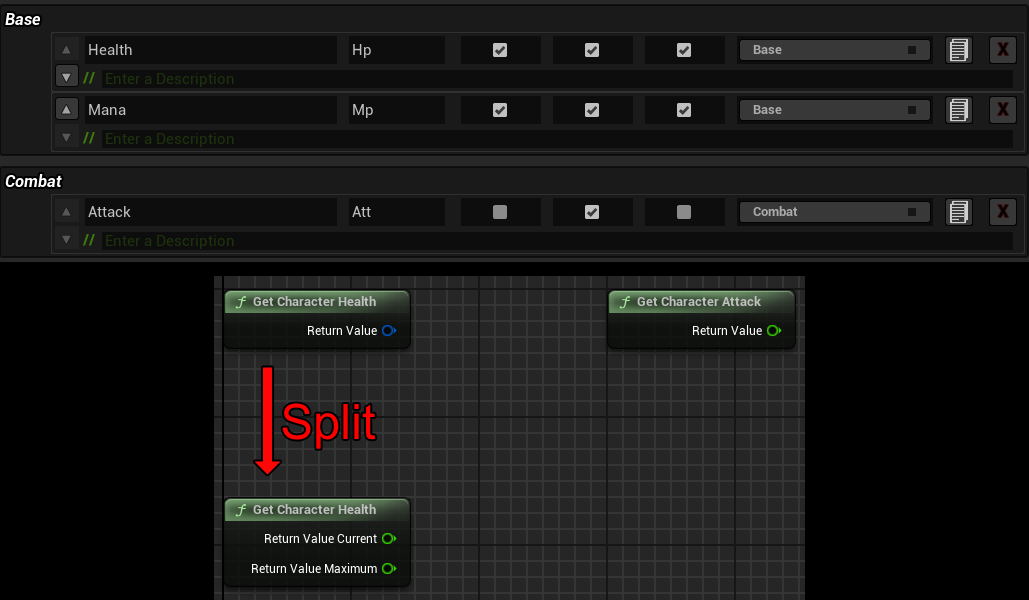 Base
Health Hp Base X
// Enter a Description
Mana Mp Base X
// Enter a Description
Combat
Attack Att Combat X
// Enter a Description
f Get Character Health
Return Value
f Get Character Attack
Return Value
Split
f Get Character Health
Return Value Current
Return Value Maximum